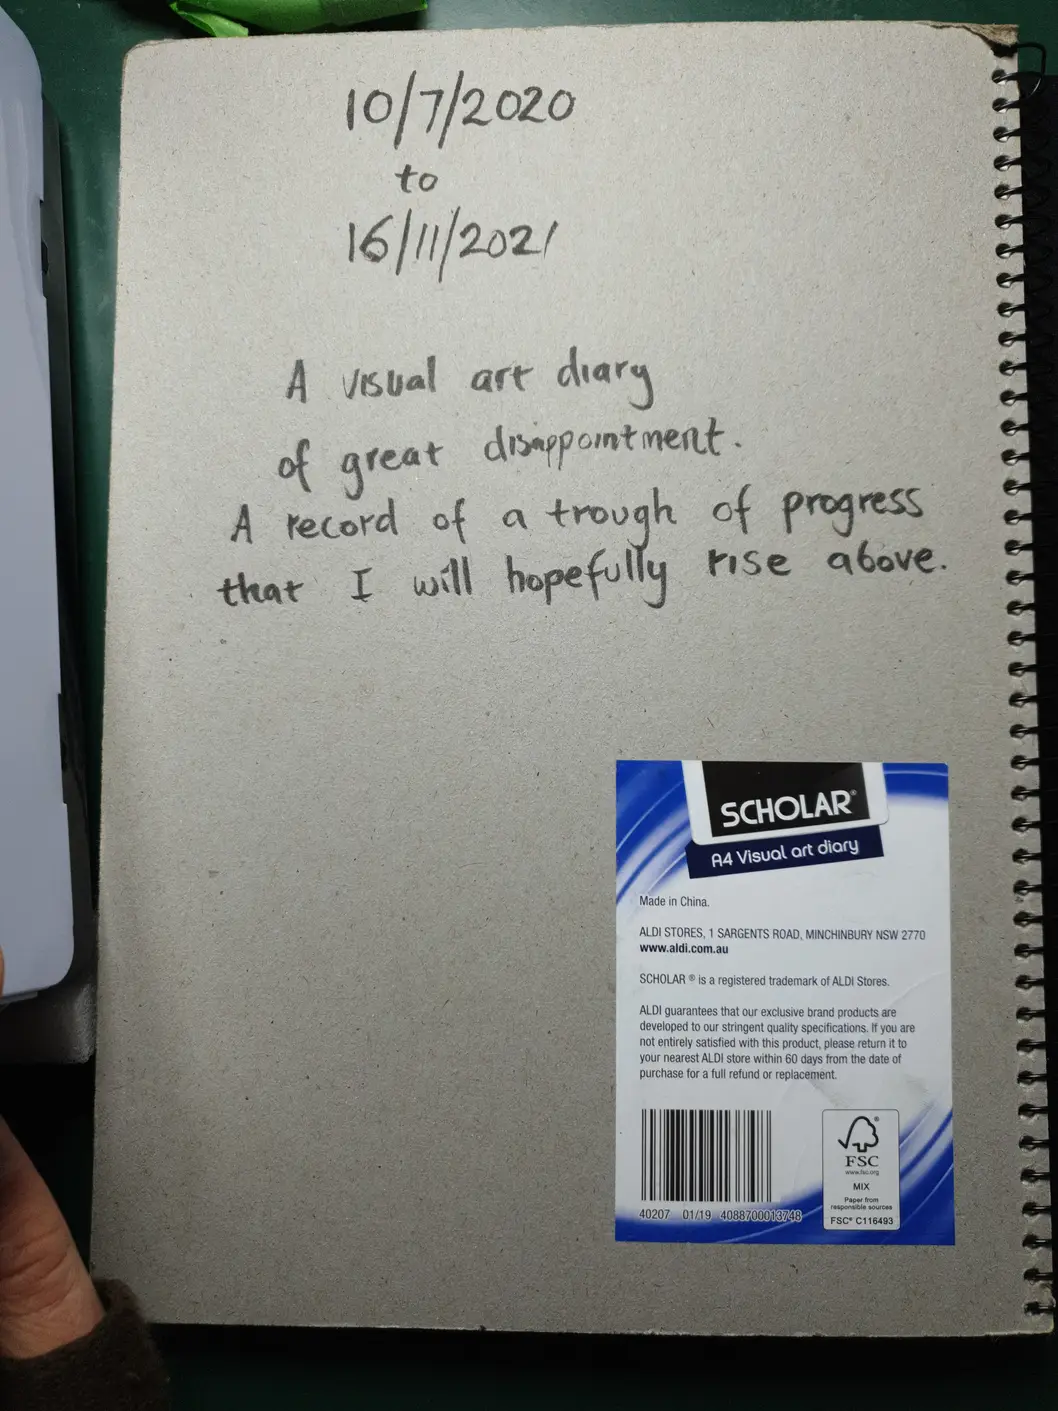 10/7/2020
to
16/11/2021
A visual art diary
of great disappointment.
A record of a trough of progress
that I will hopefully rise above.
SCHOLAR®
A4 Visual art diary
Made in China.
ALDI STORES, 1 SARGENTS ROAD, MINCHINBURY NSW 2770
www.aldi.com.au
SCHOLAR ® is a registered trademark of ALDI Stores.
ALDI guarantees that our exclusive brand products are
developed to our stringent quality specifications. If you are
not entirely satisfied with this product, please return it to
your nearest ALDI store within 60 days from the date of
purchase for a full refund or replacement.
40207 01/19 4088700013748
®
FSC
www.fsc.org
MIX
Paper from
responsible sources
FSC® C116493